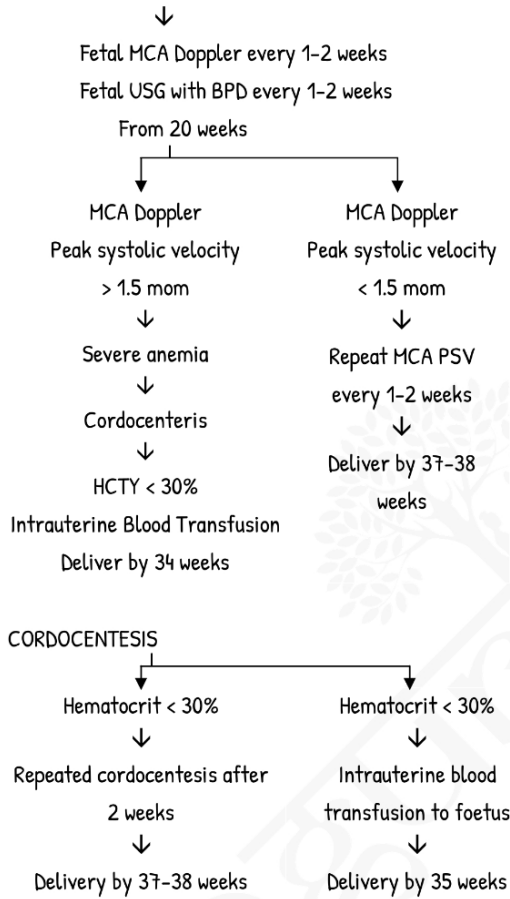 Fetal MCA Doppler every 1-2 weeks
Fetal USG with BPD every 1-2 weeks
From 20 weeks
MCA Doppler
Peak systolic velocity
> 1.5 mom
Severe anemia
Cordocenteris
HCTY < 30%
Intrauterine Blood Transfusion
Deliver by 34 weeks
MCA Doppler
Peak systolic velocity
< 1.5 mom
Repeat MCA PSV
every 1-2 weeks
Deliver by 37-38
weeks
CORDOCENTESIS
Hematocrit < 30%
Repeated cordocentesis after
2 weeks
Delivery by 37-38 weeks
Hematocrit < 30%
Intrauterine blood
transfusion to foetus
Delivery by 35 weeks